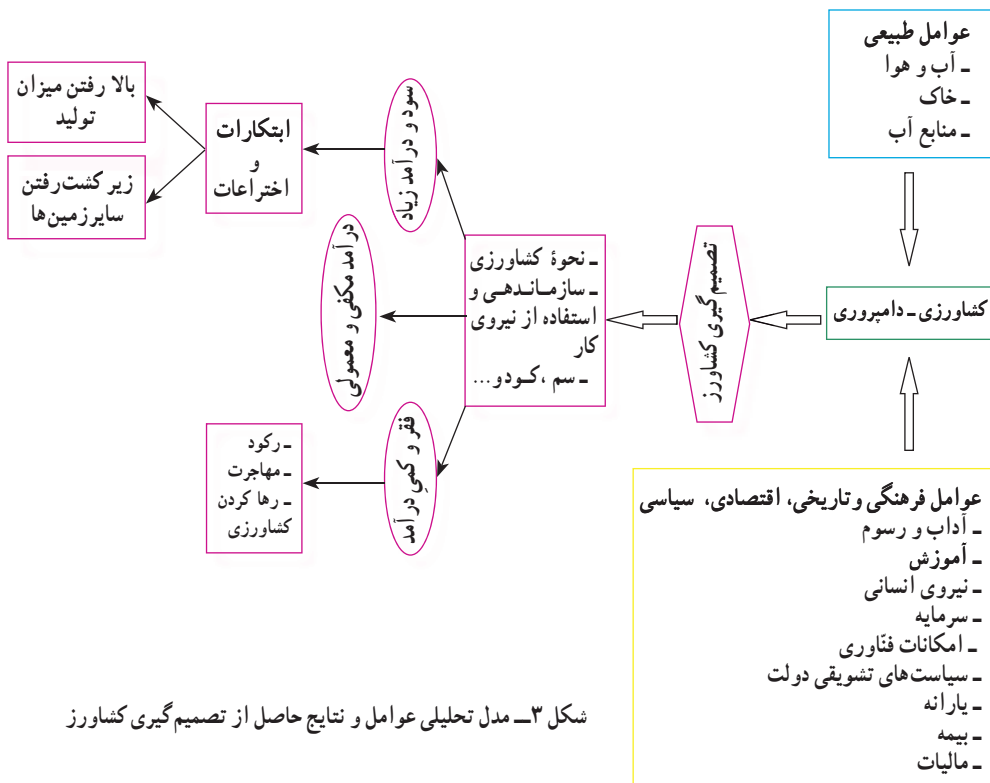 عوامل طبیعی
ـ آب و هوا
ـ خاک
ـ منابع آب
کشاورزی ـ دامپروری
عوامل فرهنگی و تاریخی، اقتصادی، سیاسی
ـ آداب و رسوم
ـ آموزش
ـ نیروی انسانی
ـ سرمایه
ـ امکانات فنّاوری
ـ سیاست‌های تشویقی دولت
ـ یارانه
ـ بیمه
ـ مالیات
تصمیم گیری کشاورز
ـ نحوهٔ کشاورزی
ـ سازماندهی و
استفاده از نیروی
کار
ـ سم ، کود و...
سود و درآمد زیاد
درآمد مکفی و معمولی
فقر و کمیِ درآمد
ابتکارات
و
اختراعات
بالا رفتن میزان
تولید
زیر کشت‌رفتن
سایرزمین‌ها
ـ رکود
ـ مهاجرت
ـ رها کردن
کشاورزی
شکل ۳ــ مدل تحلیلی عوامل و نتایج حاصل از تصمیم‌گیری کشاورز